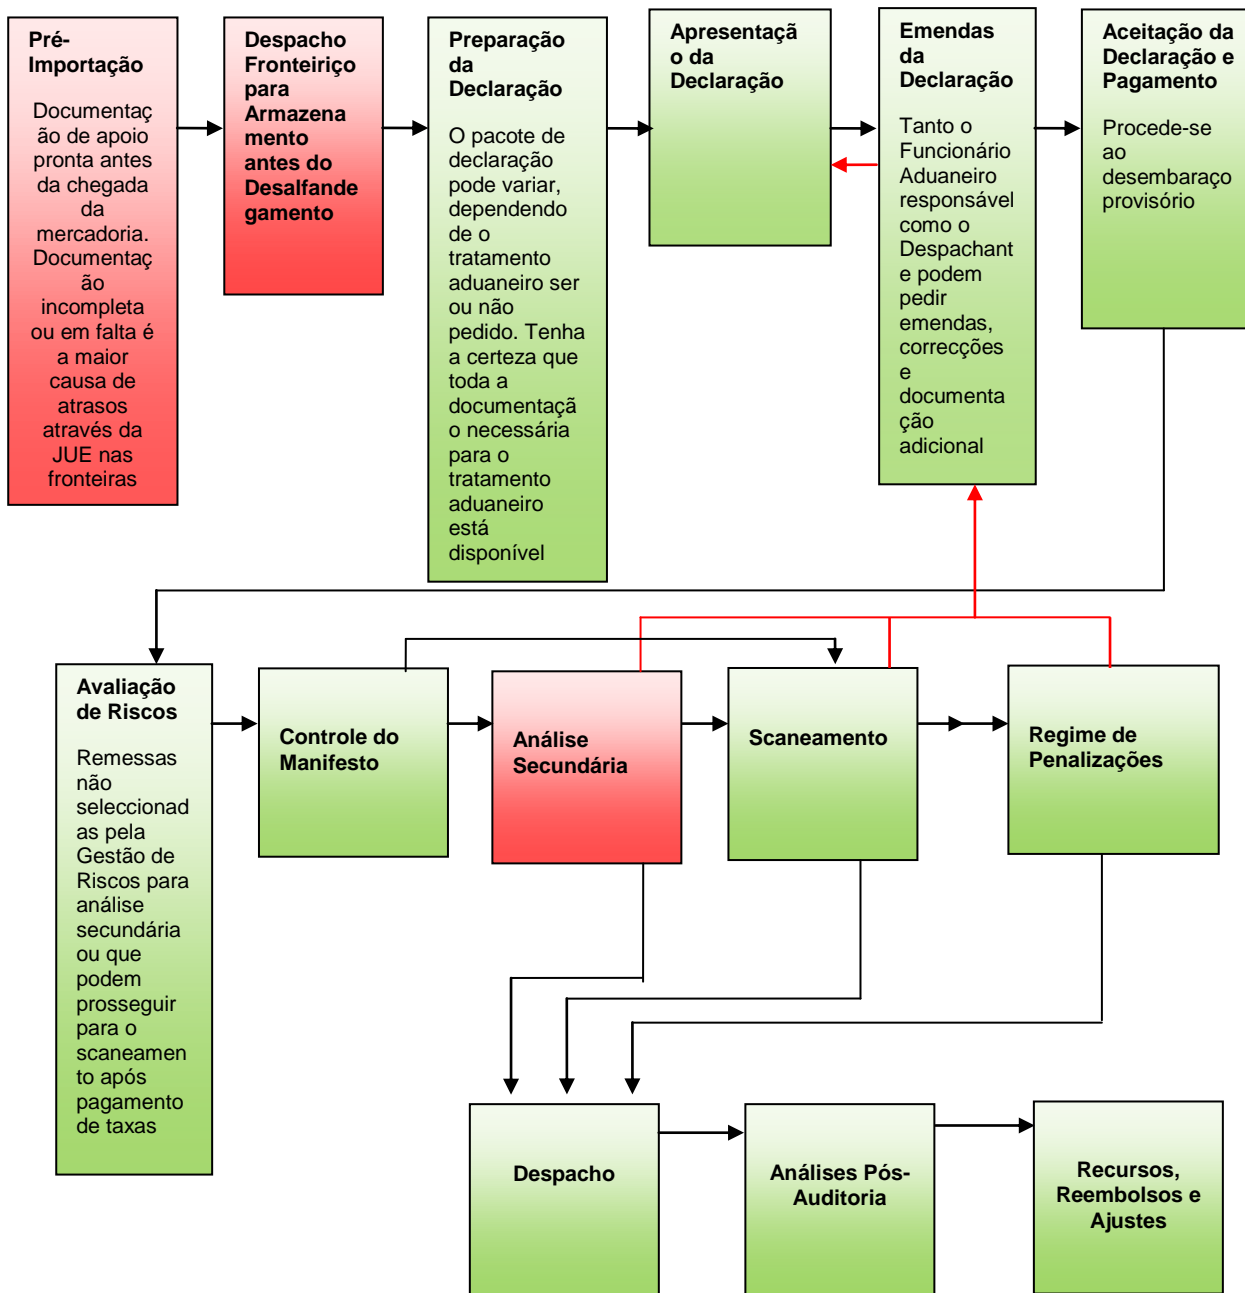 Pré-
Importação
Documentaç
ão de apoio
pronta antes
da chegada
da
mercadoria.
Documentaç
ão
incompleta
ou em falta é
a maior
causa de
atrasos
através da
JUE nas
fronteiras
Despacho
Fronteiriço
para
Armazena
mento
antes do
Desalfande
gamento
Preparação
da
Declaração
O pacote de
declaração
pode variar,
dependendo
de o
tratamento
aduaneiro ser
ou não
pedido. Tenha
a certeza que
toda a
documentaçã
o necessária
para o
tratamento
aduaneiro
está
disponível
Apresentaçã
o da
Declaração
Emendas
da
Declaração
Tanto o
Funcionário
Aduaneiro
responsável
como o
Despachant
e podem
pedir
emendas,
correcções
e
documenta
ção
adicional
Aceitação da
Declaração e
Pagamento
Procede-se
ao
desembaraço
provisório
Avaliação
de Riscos
Remessas
não
seleccionad
as pela
Gestão de
Riscos para
análise
secundária
ou que
podem
prosseguir
para o
scaneamen
to após
pagamento
de taxas
Controle do
Manifesto
Análise
Secundária
Scaneamento
Regime de
Penalizações
Despacho
Análises Pós-
Auditoria
Recursos,
Reembolsos e
Ajustes